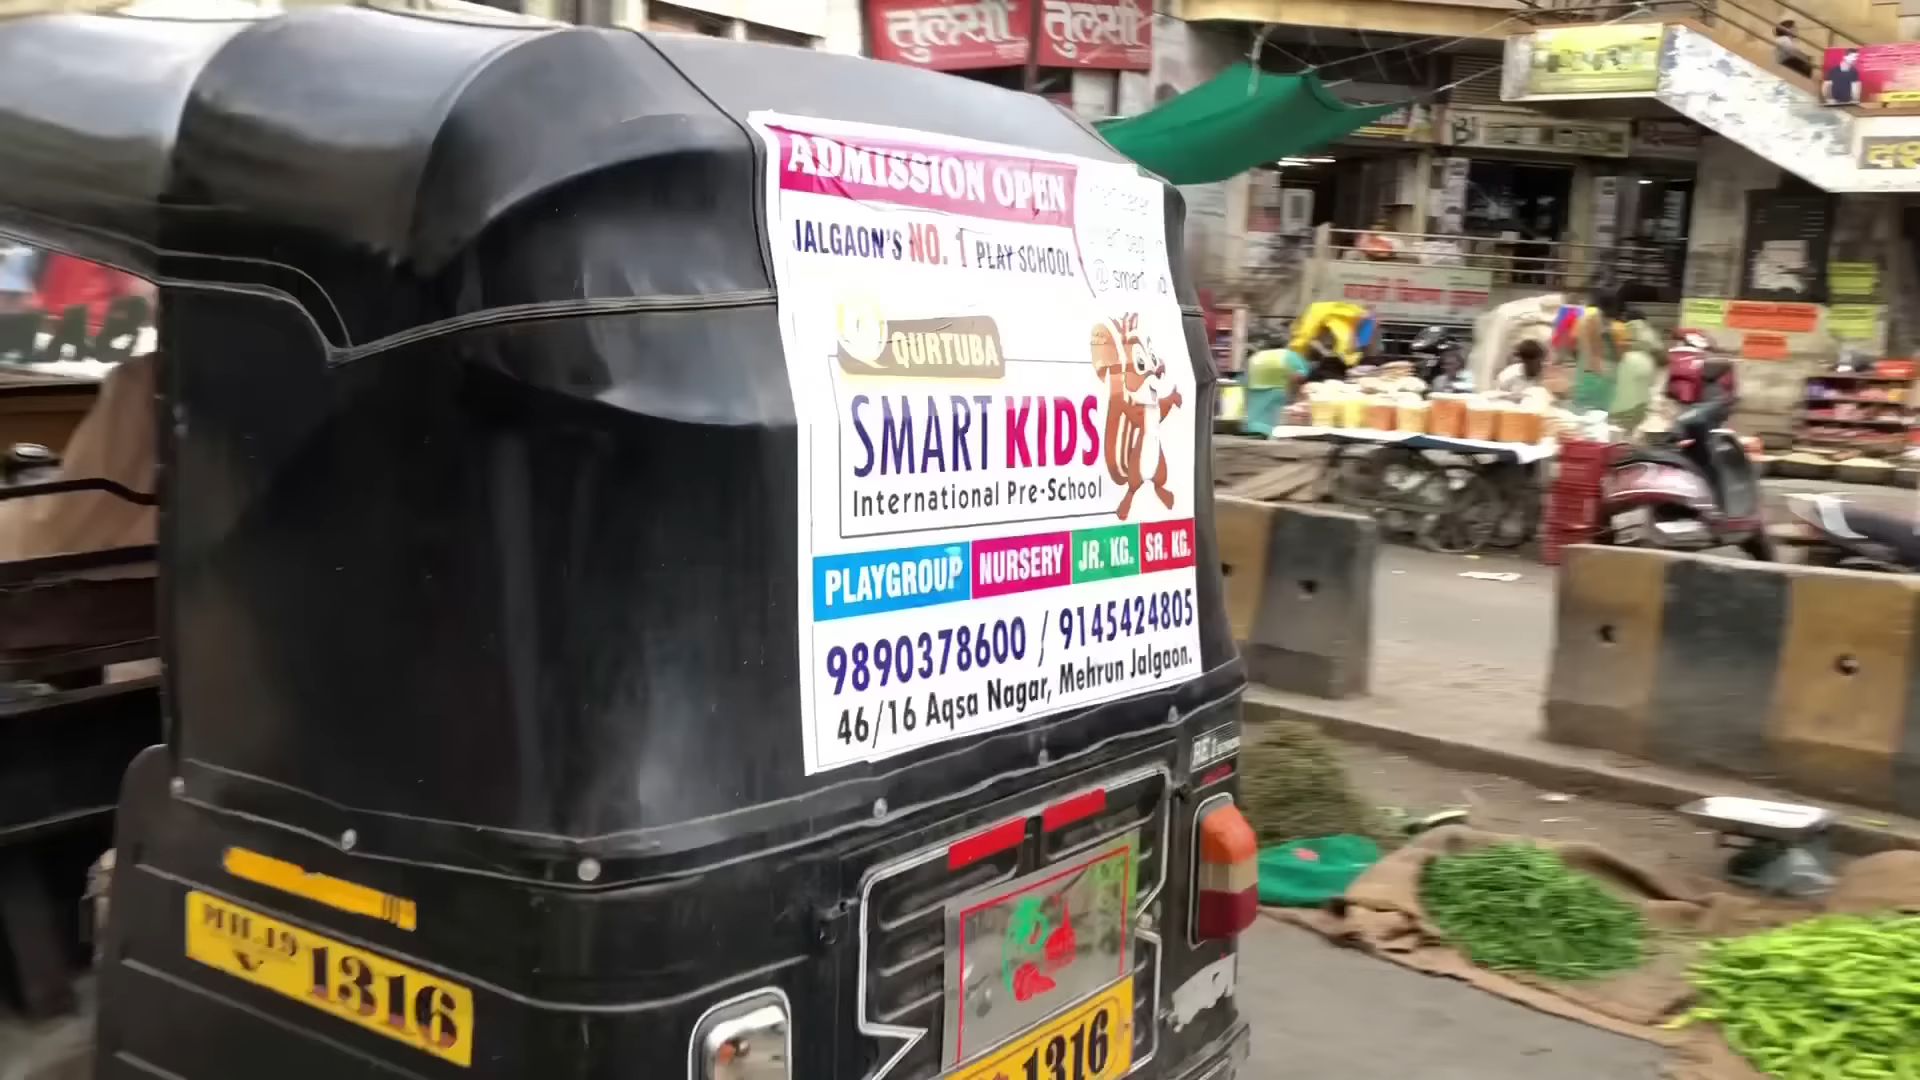 तुलसी तुलसी
ADMISSION OPEN
JALGAON'S NO. 1 PLAY SCHOOL
@ smart
QURTUBA
SMART KIDS
International Pre-School
PLAYGROUP NURSERY JR. KG. SR. KG.
9890378600 / 9145424805
46/16 Aqsa Nagar, Mehrun Jalgaon.
MH.19
V 1316
1316